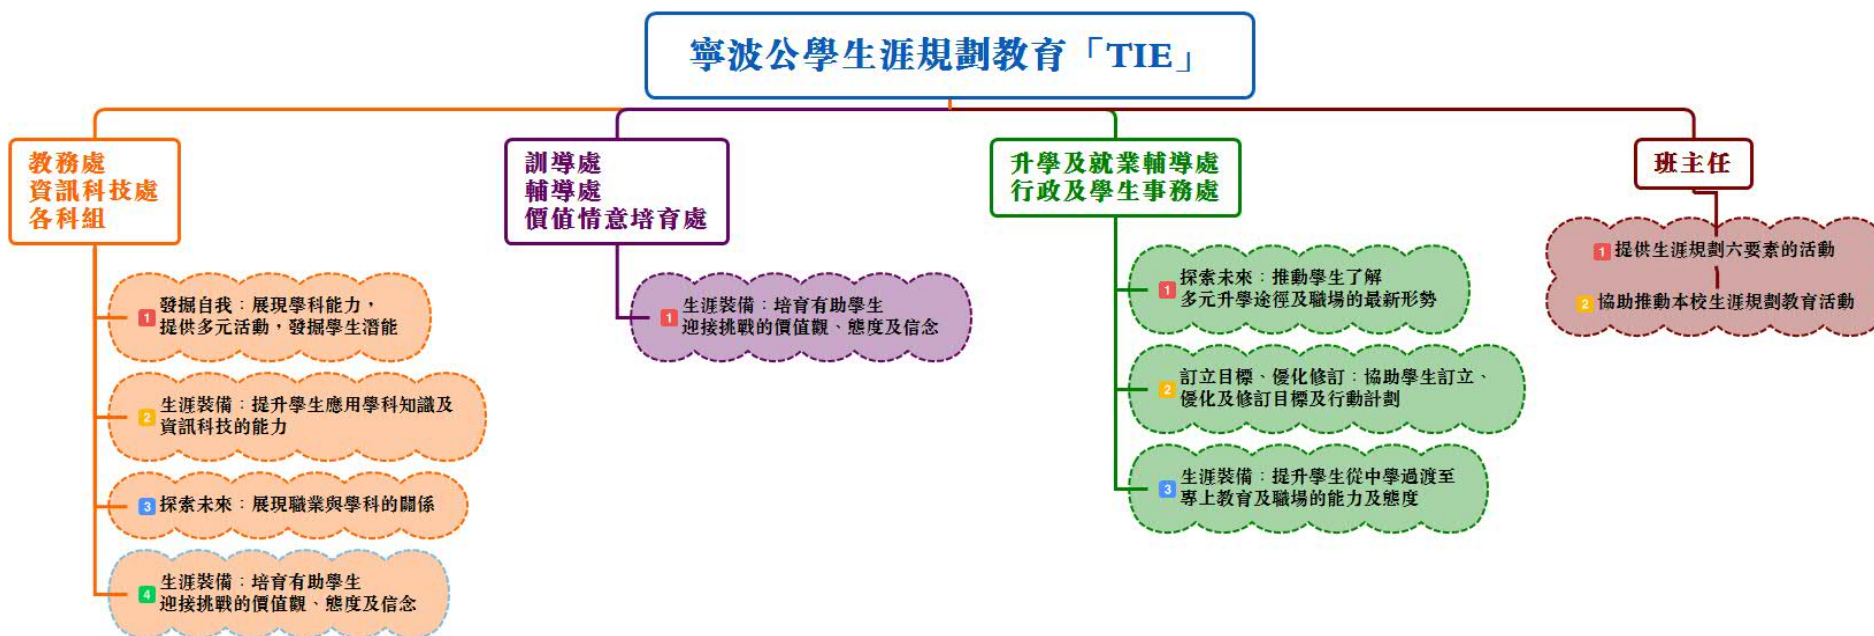 寧波公學生涯規劃教育「TIE」
教務處
資訊科技處
各科組
1 發掘自我：展現學科能力，
提供多元活動，發掘學生潛能
2 生涯裝備：提升學生應用學科知識及
資訊科技的能力
3 探索未來：展現職業與學科的關係
4 生涯裝備：培育有助學生
迎接挑戰的價值觀、態度及信念
訓導處
輔導處
價值情意培育處
1 生涯裝備：培育有助學生
迎接挑戰的價值觀、態度及信念
升學及就業輔導處
行政及學生事務處
1 探索未來：推動學生了解
多元升學途徑及職場的最新形勢
2 訂立目標、優化修訂：協助學生訂立、
優化及修訂目標及行動計劃
3 生涯裝備：提升學生從中學過渡至
專上教育及職場的能力及態度
班主任
1 提供生涯規劃六要素的活動
2 協助推動本校生涯規劃教育活動